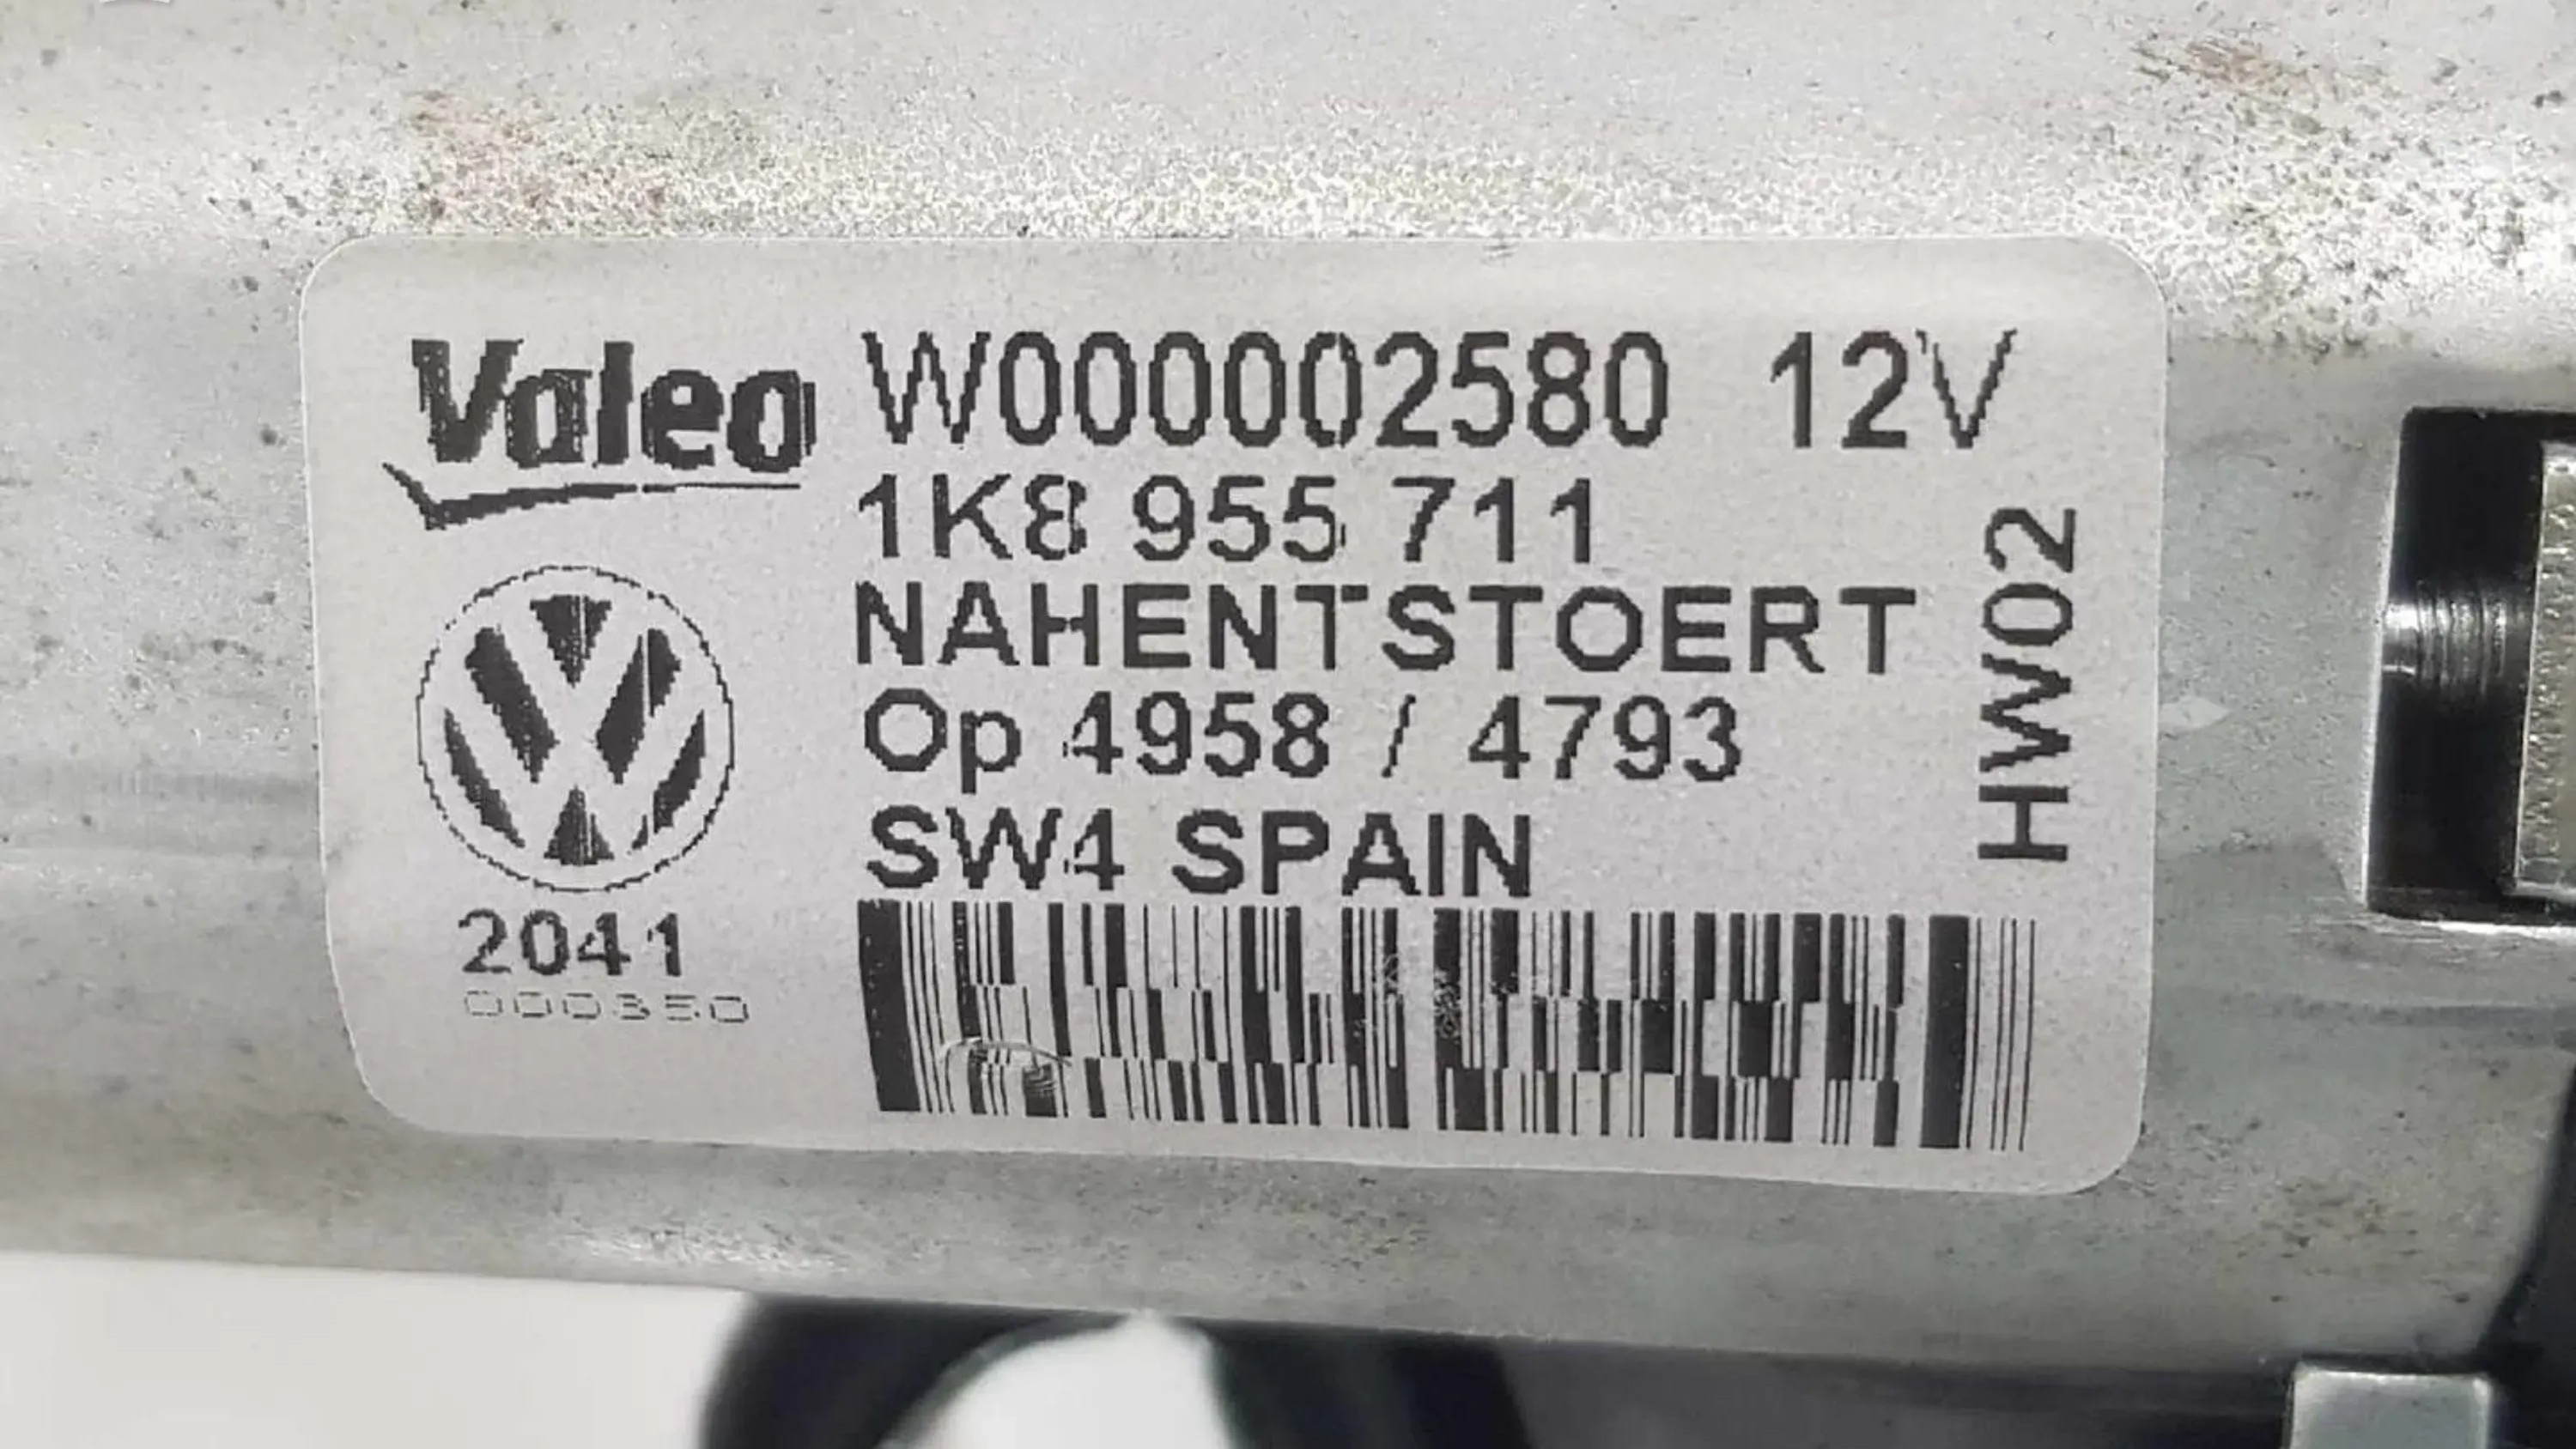 Valeo W000002580 12V
1K8 955 711
NAHENTSTOERT
Op 4958 / 4793
SW4 SPAIN
HW02
2041
000350